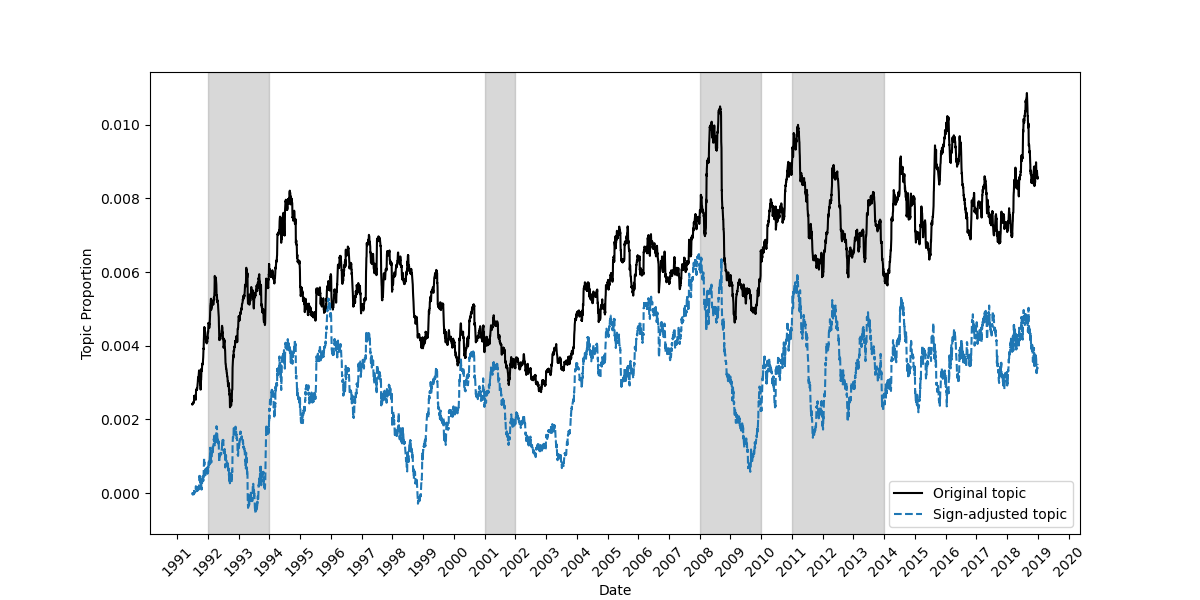 0.010
0.008
0.006
0.004
0.002
0.000
Topic Proportion
Original topic
Sign-adjusted topic
1991 1992 1993 1994 1995 1996 1997 1998 1999 2000 2001 2002 2003 2004 2005 2006 2007 2008 2009 2010 2011 2012 2013 2014 2015 2016 2017 2018 2019 2020
Date